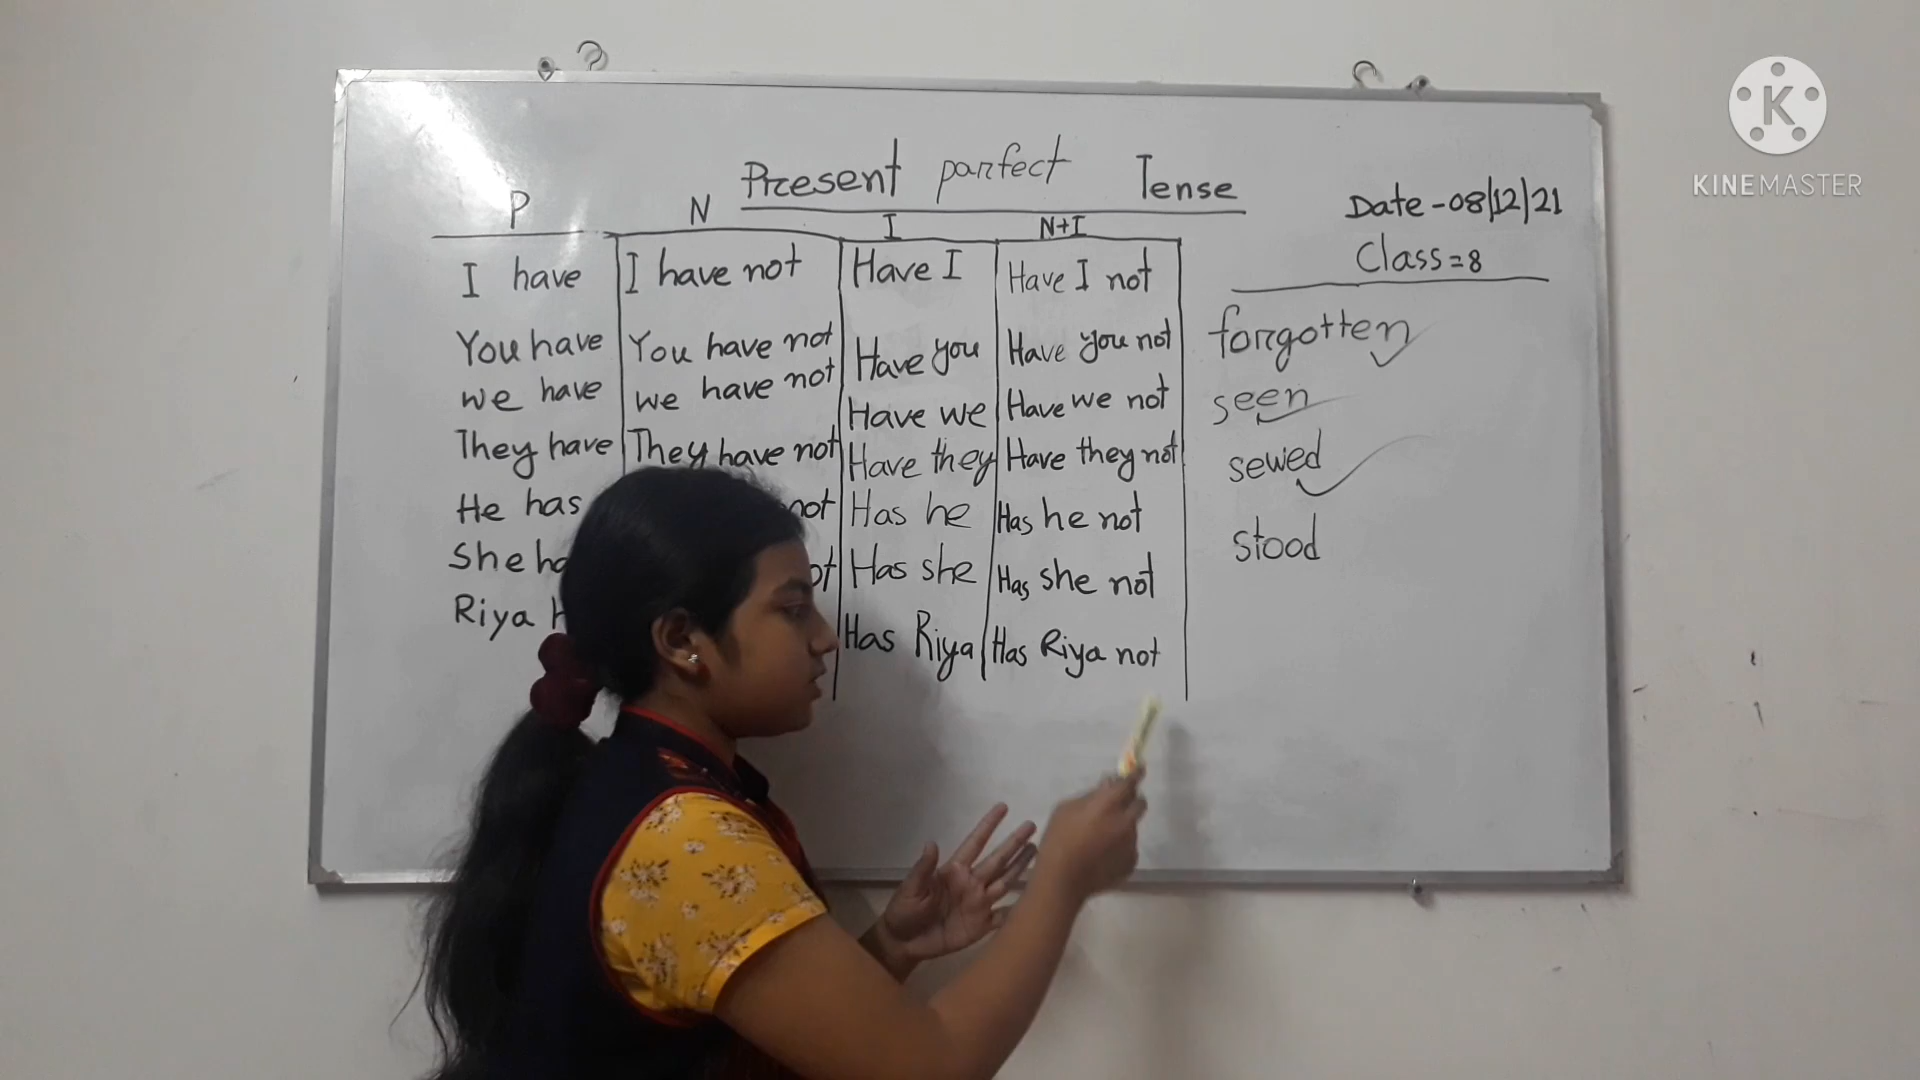 KINEMASTER
Present parfect Tense
Date-08/12/21
Class=8
P N I N+I
I have I have not Have I Have I not
You have You have not Have you Have you not
we have we have not Have we Have we not
They have They have not Have they Have they not
He has not Has he Has he not
She Has she Has she not
Riya Has Riya Has Riya not
forgotten
seen
sewed
stood